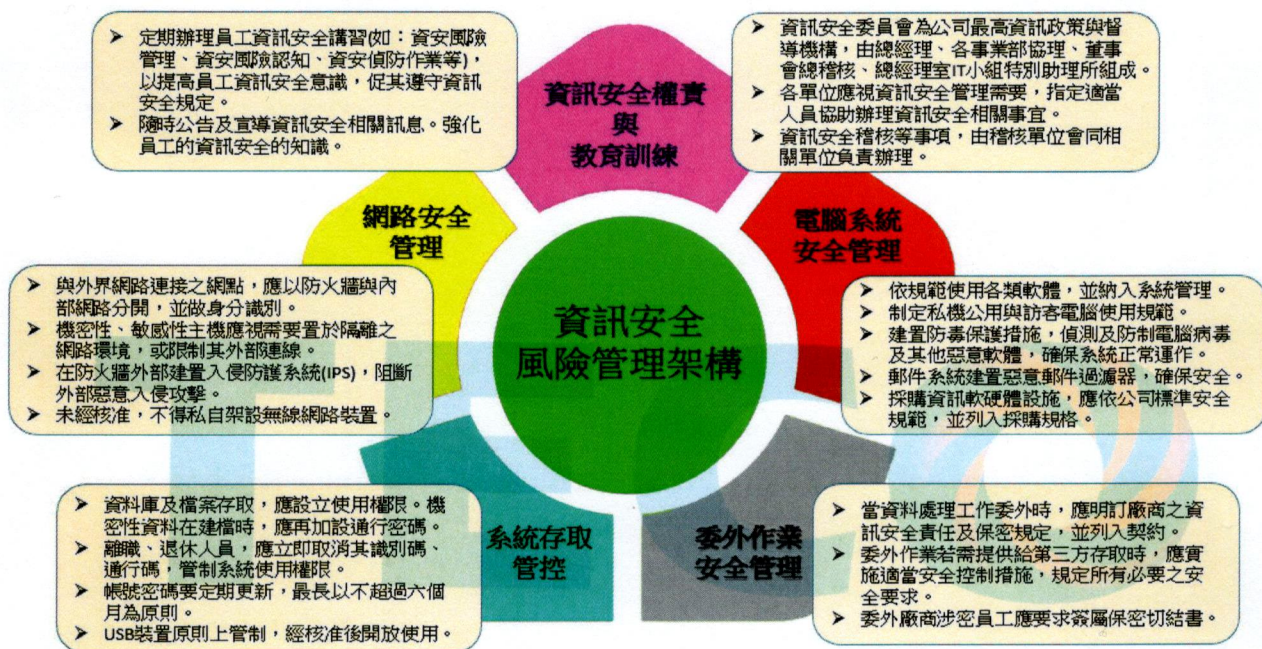 ➢ 定期辦理員工資訊安全講習(如：資安風險
管理、資安風險認知、資安偵防作業等)，
以提高員工資訊安全意識，促其遵守資訊
安全規定。
➢ 隨時公告及宣導資訊安全相關訊息。強化
員工的資訊安全的知識。
資訊安全權責
與
教育訓練
➢ 資訊安全委員會為公司最高資訊政策與督
導機構，由總經理、各事業部協理、董事
會總稽核、總經理室IT小組特別助理所組成。
➢ 各單位應視資訊安全管理需要，指定適當
人員協助辦理資訊安全相關事宜。
➢ 資訊安全稽核等事項，由稽核單位會同相
關單位負責辦理。
網路安全
管理
電腦系統
安全管理
➢ 與外界網路連接之網點，應以防火牆與內
部網路分開，並做身分識別。
➢ 機密性、敏感性主機應視需要置於隔離之
網路環境，或限制其外部連線。
➢ 在防火牆外部建置入侵防護系統(IPS)，阻斷
外部惡意入侵攻擊。
➢ 未經核准，不得私自架設無線網路裝置。
資訊安全
風險管理架構
➢ 依規範使用各類軟體，並納入系統管理。
➢ 制定私機公用與訪客電腦使用規範。
➢ 建置防毒保護措施，偵測及防制電腦病毒
及其他惡意軟體，確保系統正常運作。
➢ 郵件系統建置惡意郵件過濾器，確保安全。
➢ 採購資訊軟硬體設施，應依公司標準安全
規範，並列入採購規格。
➢ 資料庫及檔案存取，應設立使用權限。機
密性資料在建檔時，應再加設通行密碼。
➢ 離職、退休人員，應立即取消其識別碼、
通行碼，管制系統使用權限。
➢ 帳號密碼要定期更新，最長以不超過六個
月為原則。
➢ USB裝置原則上管制，經核准後開放使用。
系統存取
管控
委外作業
安全管理
➢ 當資料處理工作委外時，應明訂廠商之資
訊安全責任及保密規定，並列入契約。
➢ 委外作業若需提供給第三方存取時，應實
施適當安全控制措施，規定所有必要之安
全要求。
➢ 委外廠商涉密員工應要求簽屬保密切結書。